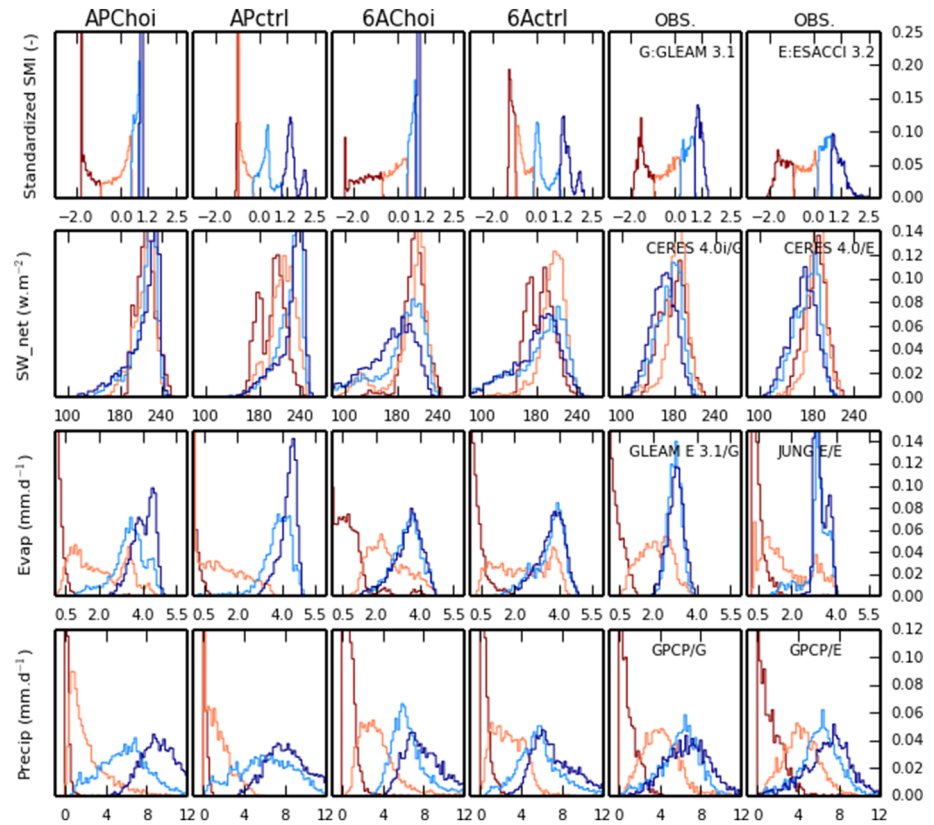 APChoi APctrl 6AChoi 6Actrl OBS. OBS.
Standardized SMI (-)
G:GLEAM 3.1 E:ESACCI 3.2
0.25
0.20
0.15
0.10
0.05
0.00
−2.0 0.0 1.2 2.5 −2.0 0.0 1.2 2.5 −2.0 0.0 1.2 2.5 −2.0 0.0 1.2 2.5 −2.0 0.0 1.2 2.5 −2.0 0.0 1.2 2.5
SW_net (w.m⁻²)
CERES 4.0i/G CERES 4.0/E
0.14
0.12
0.10
0.08
0.06
0.04
0.02
0.00
100 180 240 100 180 240 100 180 240 100 180 240 100 180 240 100 180 240
Evap (mm.d⁻¹)
GLEAM E 3.1/G JUNG E/E
0.14
0.12
0.10
0.08
0.06
0.04
0.02
0.00
0.5 2.0 4.0 5.5 0.5 2.0 4.0 5.5 0.5 2.0 4.0 5.5 0.5 2.0 4.0 5.5 0.5 2.0 4.0 5.5 0.5 2.0 4.0 5.5
Precip (mm.d⁻¹)
GPCP/G GPCP/E
0.12
0.10
0.08
0.06
0.04
0.02
0.00
0 4 8 12 0 4 8 12 0 4 8 12 0 4 8 12 0 4 8 12 0 4 8 12